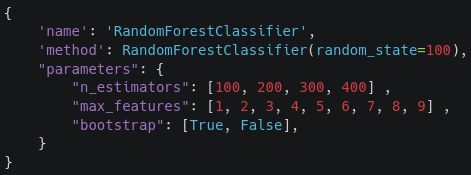 {
    'name': 'RandomForestClassifier',
    'method': RandomForestClassifier(random_state=100),
    "parameters": {
        "n_estimators": [100, 200, 300, 400] ,
        "max_features": [1, 2, 3, 4, 5, 6, 7, 8, 9] ,
        "bootstrap": [True, False],
    }
}